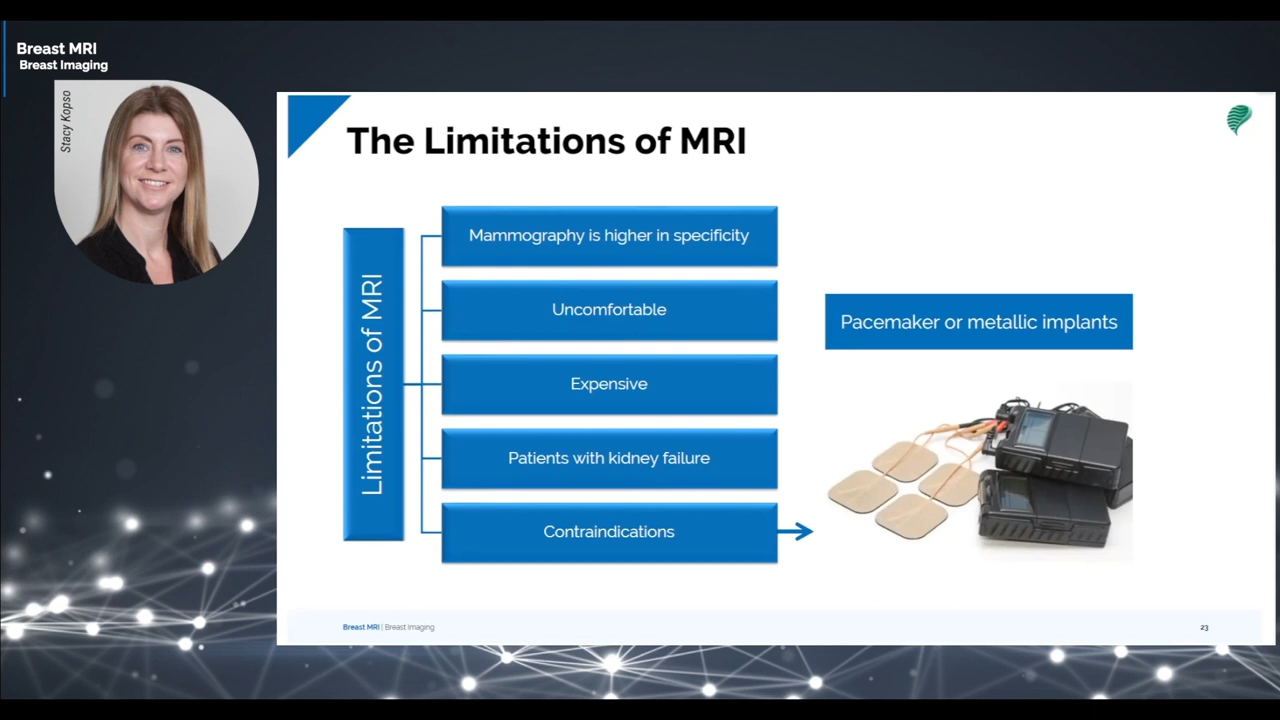 Breast MRI
Breast Imaging
Stacy Kopso
The Limitations of MRI
Limitations of MRI
Mammography is higher in specificity
Uncomfortable
Expensive
Patients with kidney failure
Contraindications
Pacemaker or metallic implants
Breast MRI | Breast Imaging
23